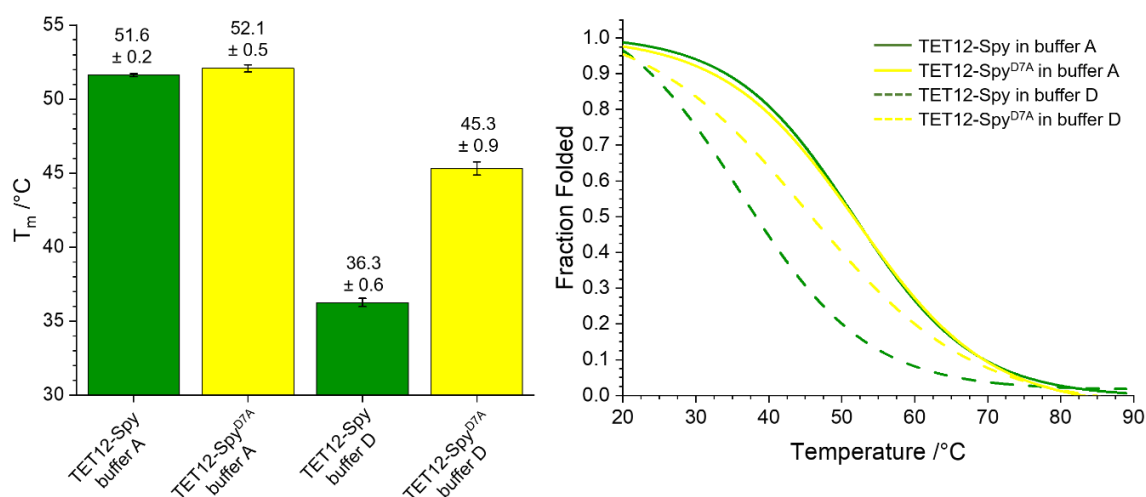 55
50
45
40
35
30
Tm /°C
51.6
± 0.2
52.1
± 0.5
36.3
± 0.6
45.3
± 0.9
TET12-Spy
buffer A
TET12-SpyD7A
buffer A
TET12-Spy
buffer D
TET12-SpyD7A
buffer D
1.0
0.9
0.8
0.7
0.6
0.5
0.4
0.3
0.2
0.1
0.0
Fraction Folded
TET12-Spy in buffer A
TET12-SpyD7A in buffer A
TET12-Spy in buffer D
TET12-SpyD7A in buffer D
20 30 40 50 60 70 80 90
Temperature /°C